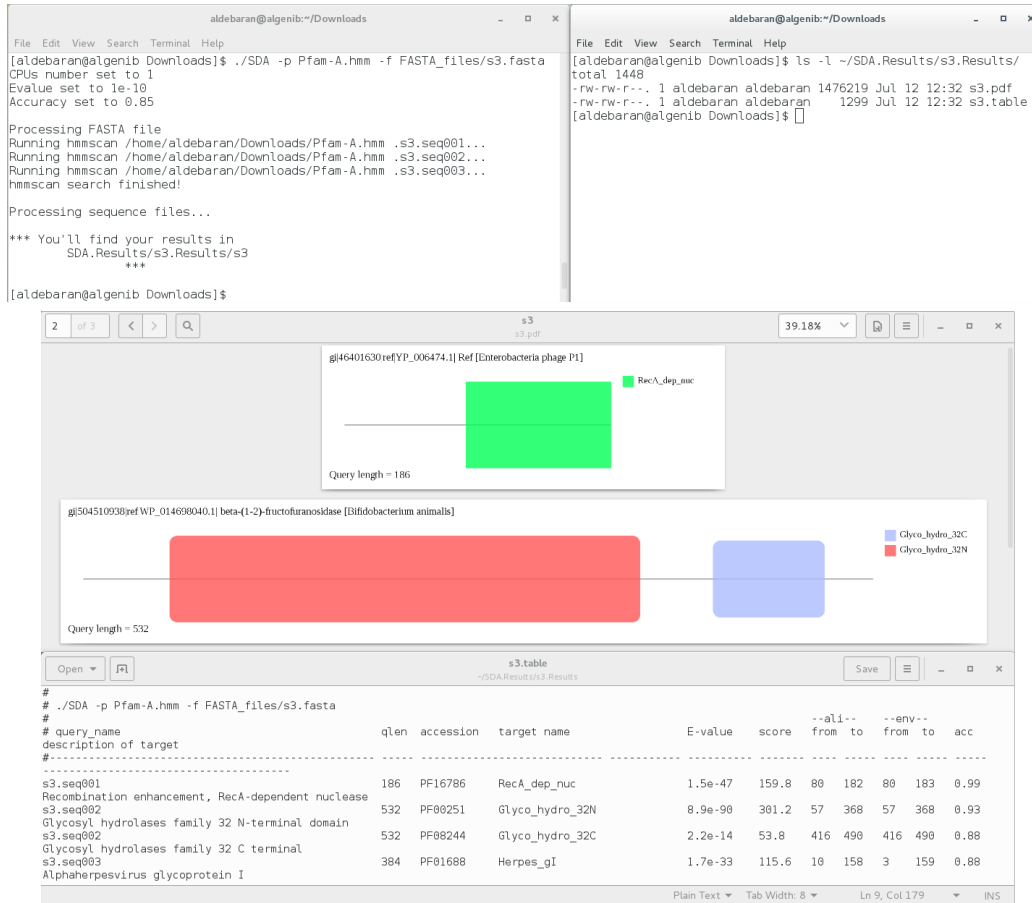 aldebaran@algenib:~/Downloads
File Edit View Search Terminal Help
[aldebaran@algenib Downloads]$ ./SDA -p Pfam-A.hmm -f FASTA_files/s3.fasta
CPUs number set to 1
Evalue set to 1e-10
Accuracy set to 0.85
Processing FASTA file
Running hmmscan /home/aldebaran/Downloads/Pfam-A.hmm .s3.seq001...
Running hmmscan /home/aldebaran/Downloads/Pfam-A.hmm .s3.seq002...
Running hmmscan /home/aldebaran/Downloads/Pfam-A.hmm .s3.seq003...
hmmscan search finished!
Processing sequence files...
*** You'll find your results in
SDA.Results/s3.Results/s3
***
[aldebaran@algenib Downloads]$
aldebaran@algenib:~/Downloads
File Edit View Search Terminal Help
[aldebaran@algenib Downloads]$ ls -l ~/SDA.Results/s3.Results/
total 1448
-rw-rw-r--. 1 aldebaran aldebaran 1476219 Jul 12 12:32 s3.pdf
-rw-rw-r--. 1 aldebaran aldebaran 1299 Jul 12 12:32 s3.table
[aldebaran@algenib Downloads]$
2 of 3
s3
s3.pdf
39.18%
gi|46401630|ref|YP_006474.1| Ref [Enterobacteria phage P1]
RecA_dep_nuc
Query length = 186
gi|504510938|ref WP_014698040.1| beta-(1-2)-fructofuranosidase [Bifidobacterium animalis]
Glyco_hydro_32C
Glyco_hydro_32N
Query length = 532
Open
s3.table
~/SDA.Results/s3.Results
Save
#
# ./SDA -p Pfam-A.hmm -f FASTA_files/s3.fasta
# --ali-- --env--
# query_name qlen accession target name E-value score from to from to acc
description of target
#------------------------------------------------ ----- ---------- ------------------------- ----------- ---------- ------- ---- ----- ---- ----- -----
-------------------------------------
s3.seq001 186 PF16786 RecA_dep_nuc 1.5e-47 159.8 80 182 80 183 0.99
Recombination enhancement, RecA-dependent nuclease
s3.seq002 532 PF00251 Glyco_hydro_32N 8.9e-90 301.2 57 368 57 368 0.93
Glycosyl hydrolases family 32 N-terminal domain
s3.seq002 532 PF08244 Glyco_hydro_32C 2.2e-14 53.8 416 490 416 490 0.88
Glycosyl hydrolases family 32 C terminal
s3.seq003 384 PF01688 Herpes_gI 1.7e-33 115.6 10 158 3 159 0.88
Alphaherpesvirus glycoprotein I
Plain Text Tab Width: 8 Ln 9, Col 179 INS